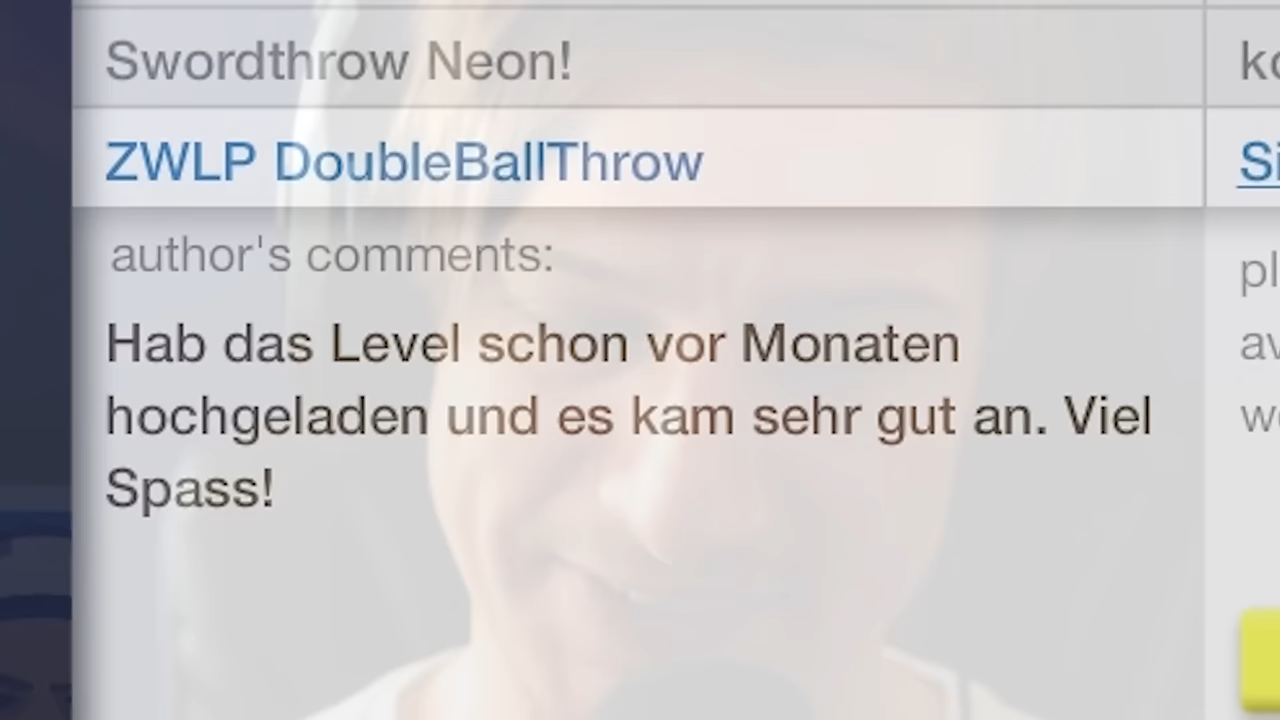 Swordthrow Neon!
ZWLP DoubleBallThrow
author's comments:
Hab das Level schon vor Monaten
hochgeladen und es kam sehr gut an. Viel
Spass!